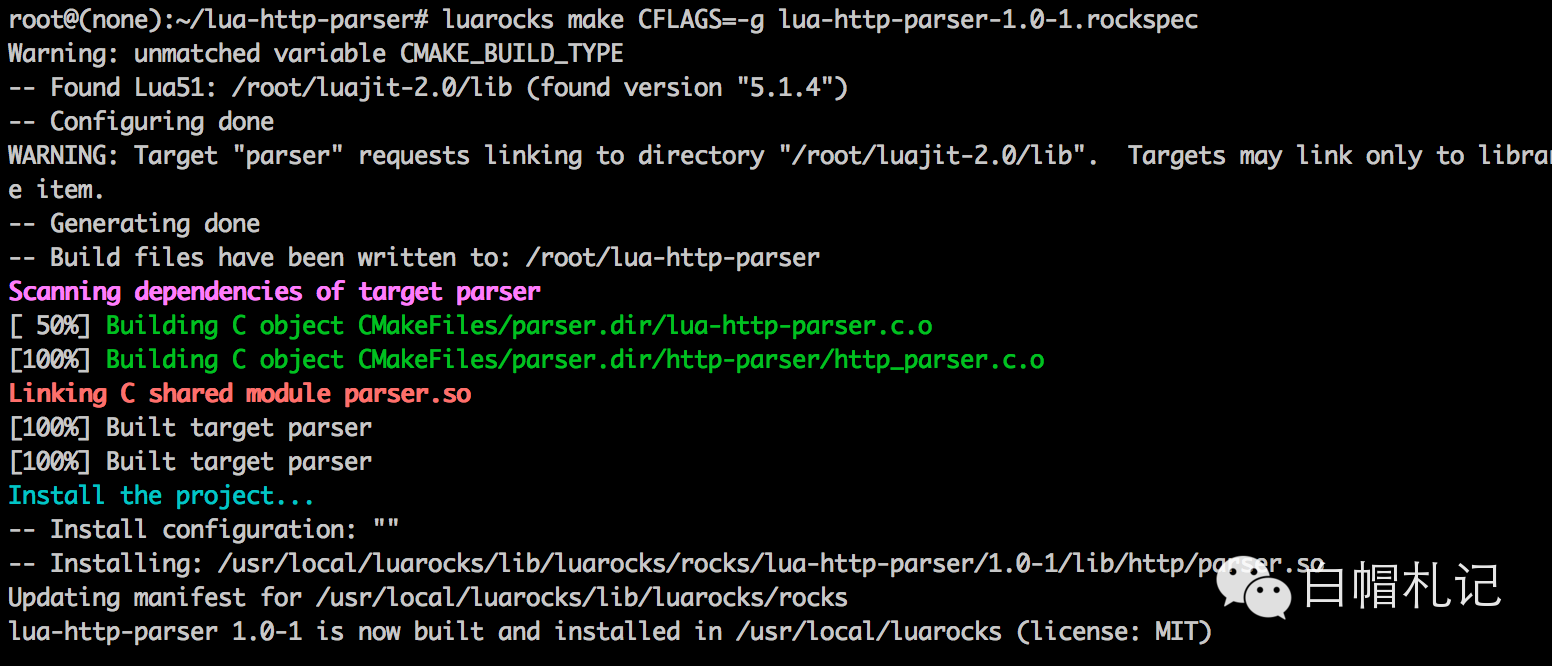 root@(none):~/lua-http-parser# luarocks make CFLAGS=-g lua-http-parser-1.0-1.rockspec
Warning: unmatched variable CMAKE_BUILD_TYPE
-- Found Lua51: /root/luajit-2.0/lib (found version "5.1.4")
-- Configuring done
WARNING: Target "parser" requests linking to directory "/root/luajit-2.0/lib".  Targets may link only to librar
e item.
-- Generating done
-- Build files have been written to: /root/lua-http-parser
Scanning dependencies of target parser
[ 50%] Building C object CMakeFiles/parser.dir/lua-http-parser.c.o
[100%] Building C object CMakeFiles/parser.dir/http-parser/http_parser.c.o
Linking C shared module parser.so
[100%] Built target parser
[100%] Built target parser
Install the project...
-- Install configuration: ""
-- Installing: /usr/local/luarocks/lib/luarocks/rocks/lua-http-parser/1.0-1/lib/http/parser.so
白帽札记
Updating manifest for /usr/local/luarocks/lib/luarocks/rocks
lua-http-parser 1.0-1 is now built and installed in /usr/local/luarocks (license: MIT)